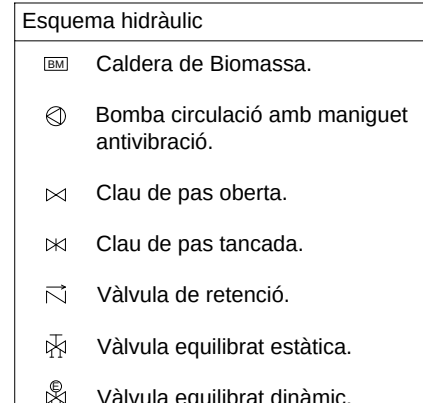 Esquema hidràulic
BM Caldera de Biomassa.
Bomba circulació amb maniguet
antivibració.
Clau de pas oberta.
Clau de pas tancada.
Vàlvula de retenció.
Vàlvula equilibrat estàtica.
E Vàlvula equilibrat dinàmic.